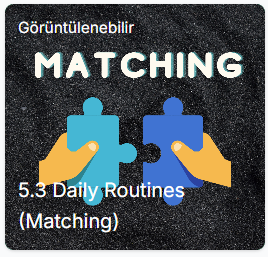 Görüntülenebilir
MATCHING
5.3 Daily Routines
(Matching)